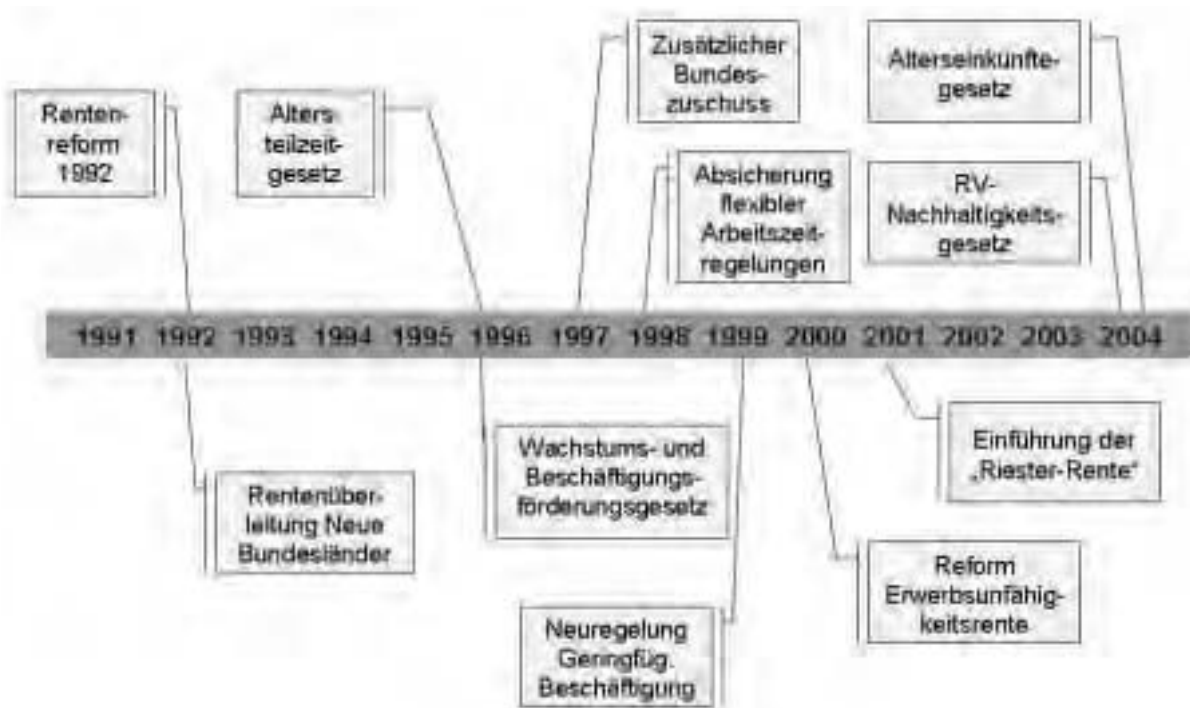 Renten-
reform
1992
Alters-
teilzeit-
gesetz
Zusätzlicher
Bundes-
zuschuss
Alterseinkünfte-
gesetz
Absicherung
flexibler
Arbeitszeit-
regelungen
RV-
Nachhaltigkeits-
gesetz
1991 1992 1993 1994 1995 1996 1997 1998 1999 2000 2001 2002 2003 2004
Rentenüber-
leitung Neue
Bundesländer
Wachstums- und
Beschäftigungs-
förderungsgesetz
Einführung der
„Riester-Rente“
Neuregelung
Geringfüg.
Beschäftigung
Reform
Erwerbsunfähig-
keitsrente